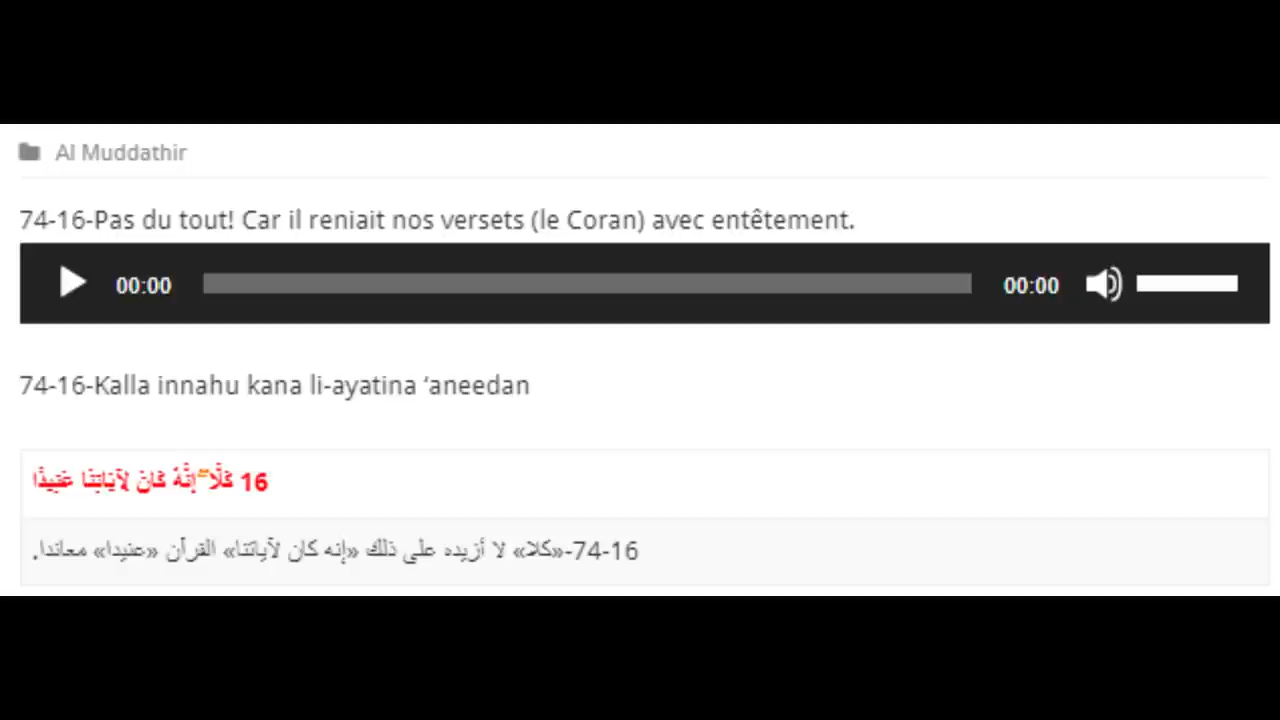 Al Muddathir
74-16-Pas du tout! Car il reniait nos versets (le Coran) avec entêtement.
00:00 00:00
74-16-Kalla innahu kana li-ayatina ‘aneedan
16 كَلَّا ۖ إِنَّهُ كَانَ لِآيَاتِنَا عَنِيدًا
74-16-«كلا» لا أزيده على ذلك «إنه كان لآياتنا» القرآن «عنيدا» معاندا.